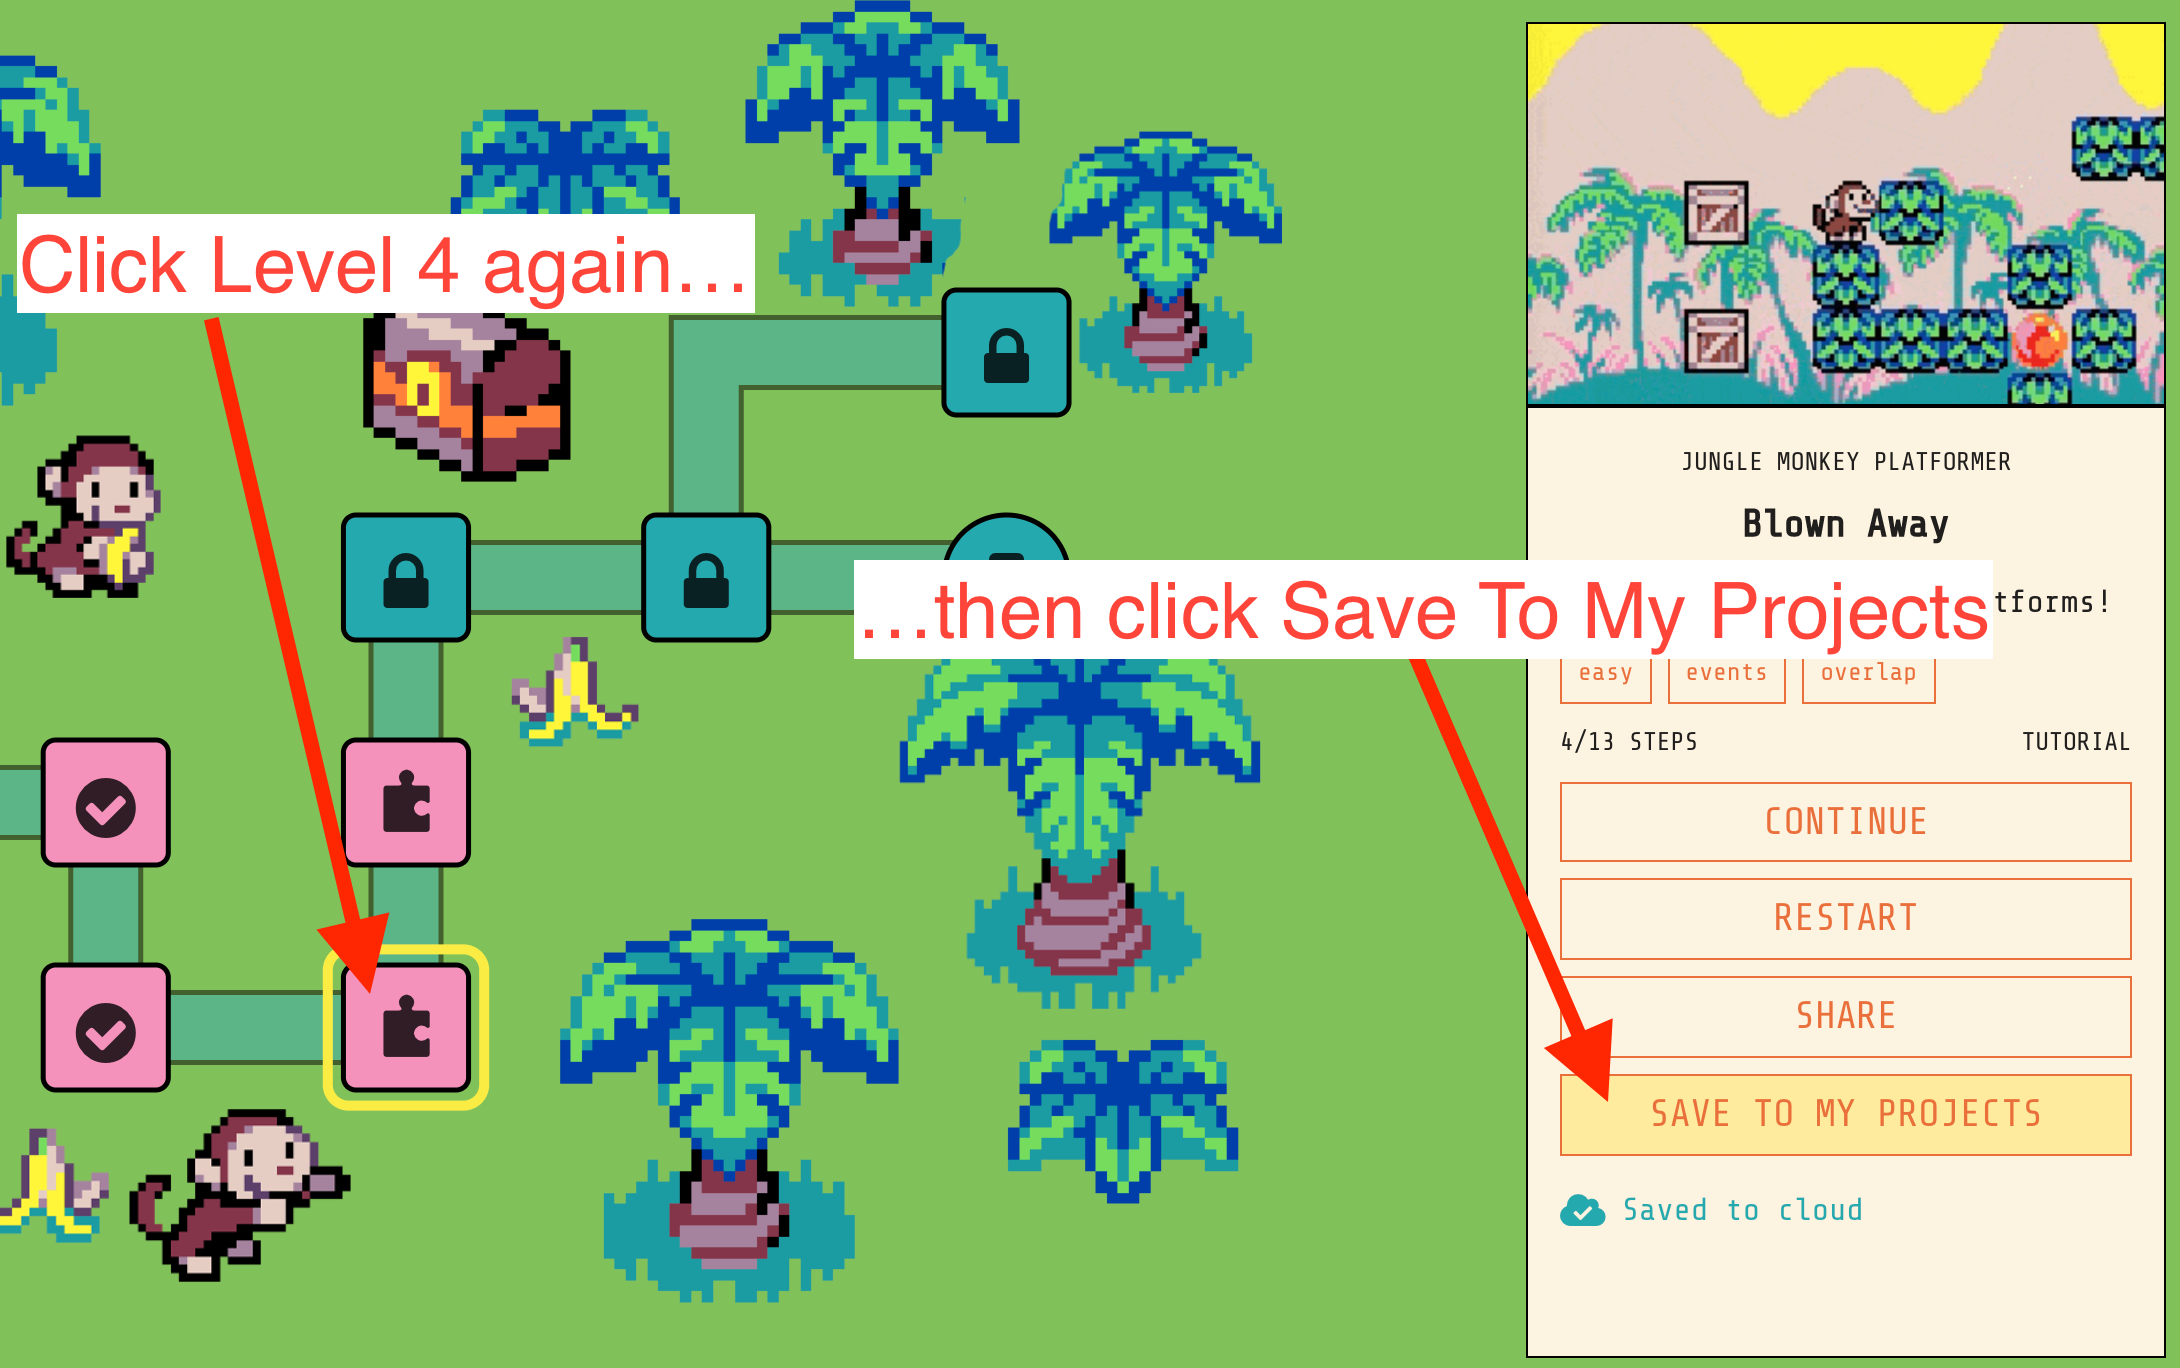 Click Level 4 again...
JUNGLE MONKEY PLATFORMER
Blown Away
...then click Save To My Projects
tforms!
easy
events
overlap
4/13 STEPS
TUTORIAL
CONTINUE
RESTART
SHARE
SAVE TO MY PROJECTS
Saved to cloud